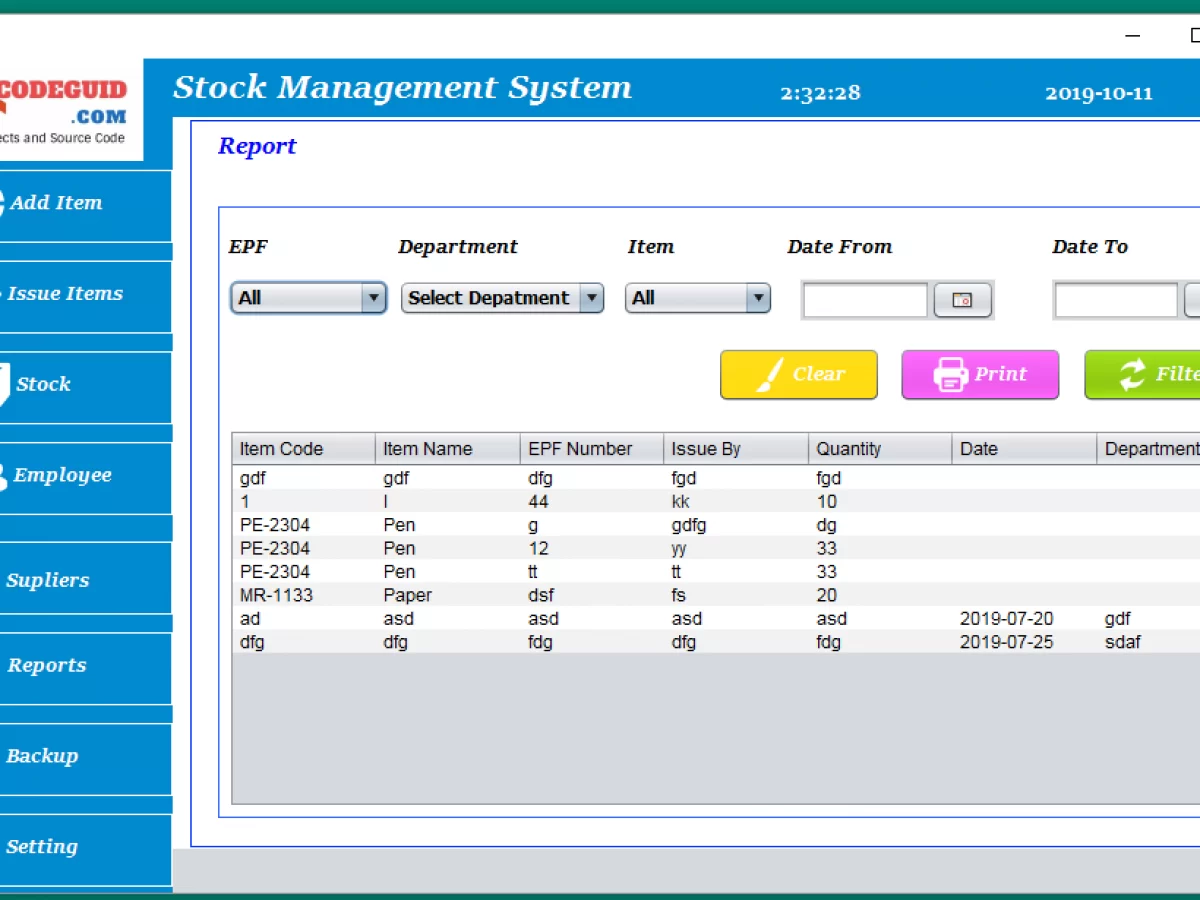 CODEGUID
.COM
ects and Source Code
Stock Management System
2:32:28
2019-10-11
Report
Add Item
Issue Items
Stock
Employee
Supliers
Reports
Backup
Setting
EPF Department Item Date From Date To
All Select Depatment All
Clear Print Filte
Item Code Item Name EPF Number Issue By Quantity Date Department
gdf gdf dfg fgd fgd
1 l 44 kk 10
PE-2304 Pen g gdfg dg
PE-2304 Pen 12 yy 33
PE-2304 Pen tt tt 33
MR-1133 Paper dsf fs 20
ad asd asd asd asd 2019-07-20 gdf
dfg dfg fdg dfg fdg 2019-07-25 sdaf